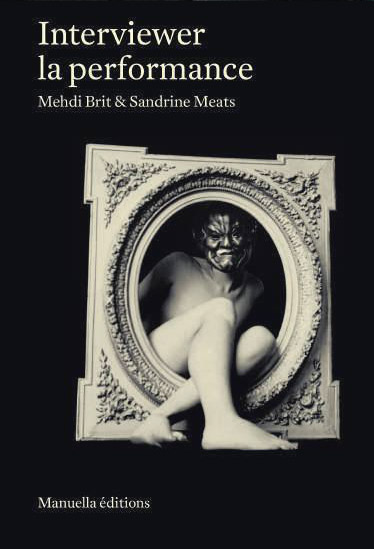 Interviewer
la performance
Mehdi Brit & Sandrine Meats
Manuella éditions